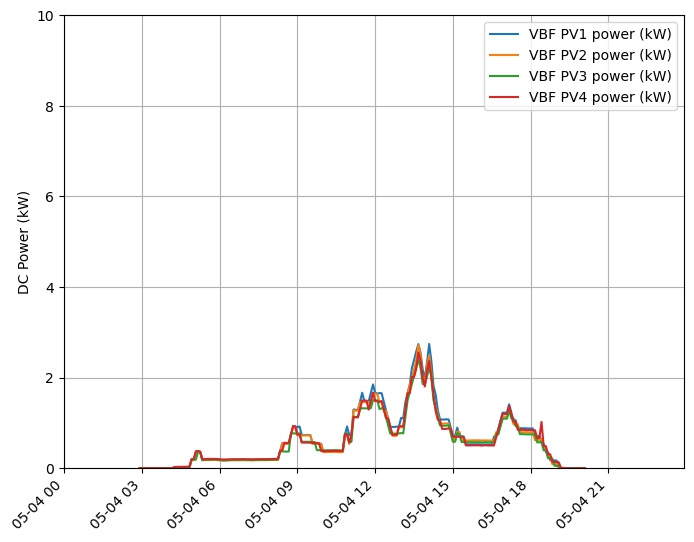 10
8
6
4
2
0
DC Power (kW)
VBF PV1 power (kW)
VBF PV2 power (kW)
VBF PV3 power (kW)
VBF PV4 power (kW)
05-04 00
05-04 03
05-04 06
05-04 09
05-04 12
05-04 15
05-04 18
05-04 21